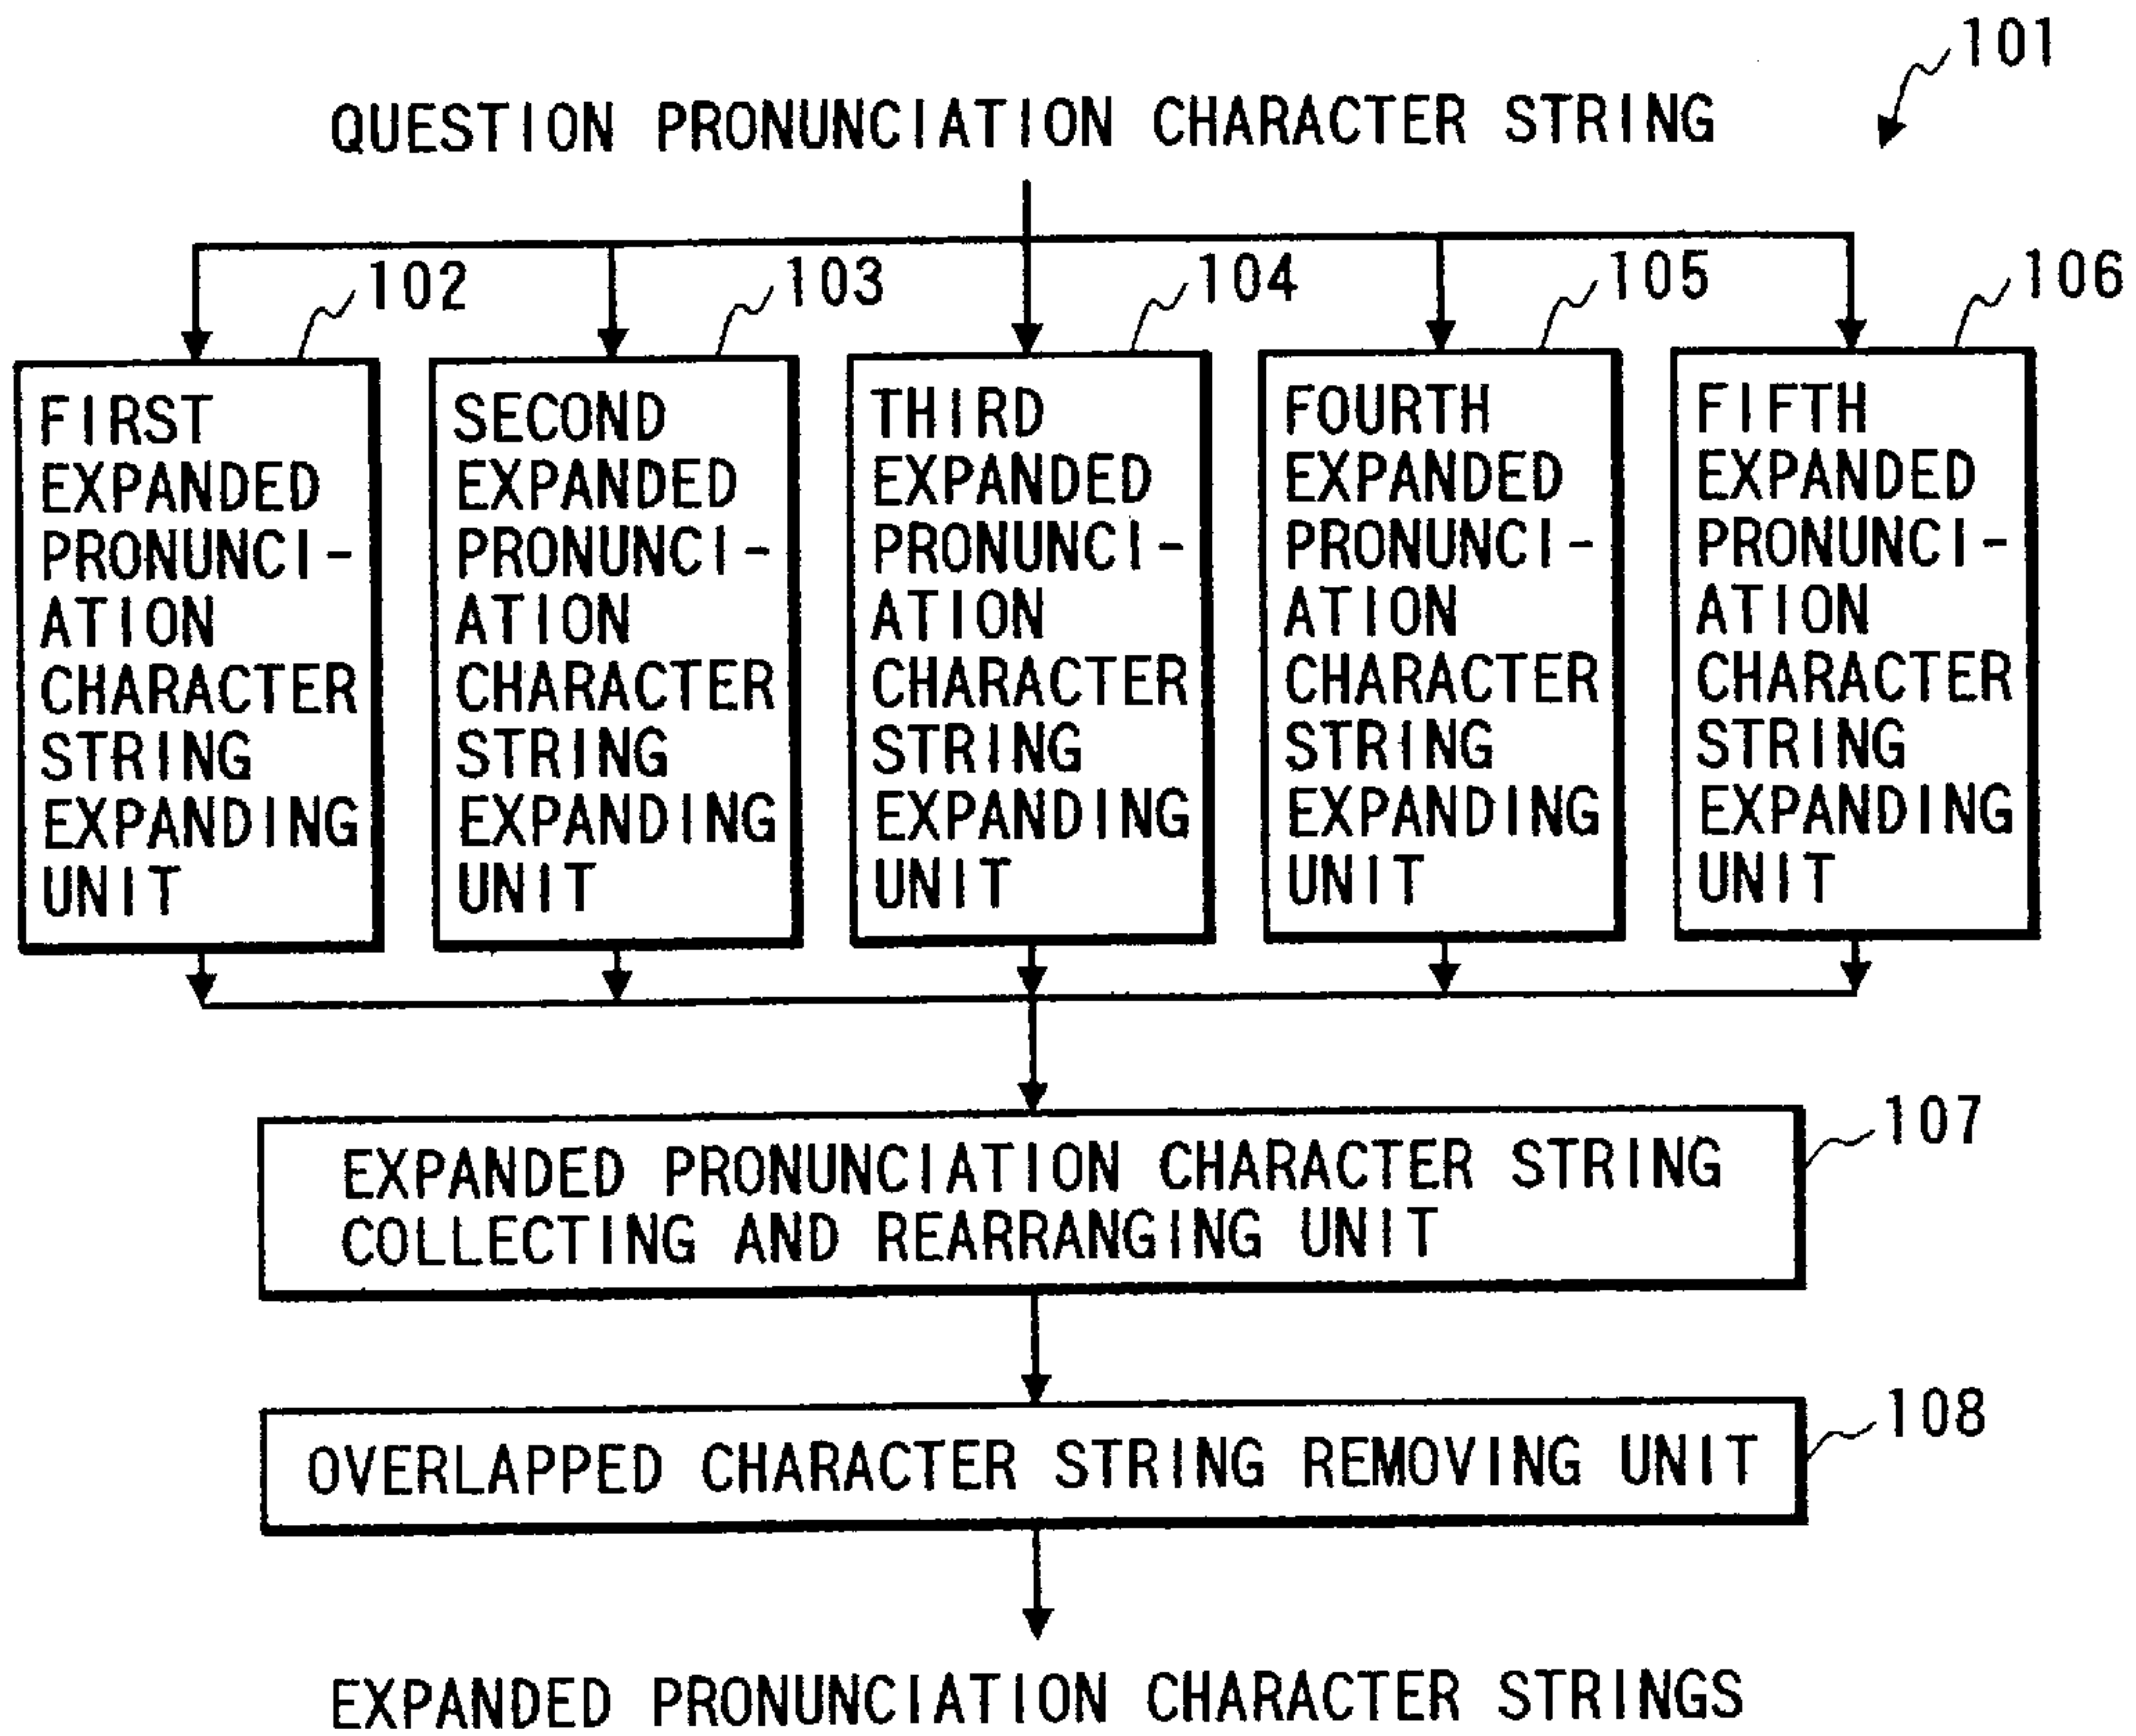 101
QUESTION PRONUNCIATION CHARACTER STRING
102
103
104
105
106
FIRST
EXPANDED
PRONUNCI-
ATION
CHARACTER
STRING
EXPANDING
UNIT
SECOND
EXPANDED
PRONUNCI-
ATION
CHARACTER
STRING
EXPANDING
UNIT
THIRD
EXPANDED
PRONUNCI-
ATION
CHARACTER
STRING
EXPANDING
UNIT
FOURTH
EXPANDED
PRONUNCI-
ATION
CHARACTER
STRING
EXPANDING
UNIT
FIFTH
EXPANDED
PRONUNCI-
ATION
CHARACTER
STRING
EXPANDING
UNIT
107
EXPANDED PRONUNCIATION CHARACTER STRING
COLLECTING AND REARRANGING UNIT
108
OVERLAPPED CHARACTER STRING REMOVING UNIT
EXPANDED PRONUNCIATION CHARACTER STRINGS